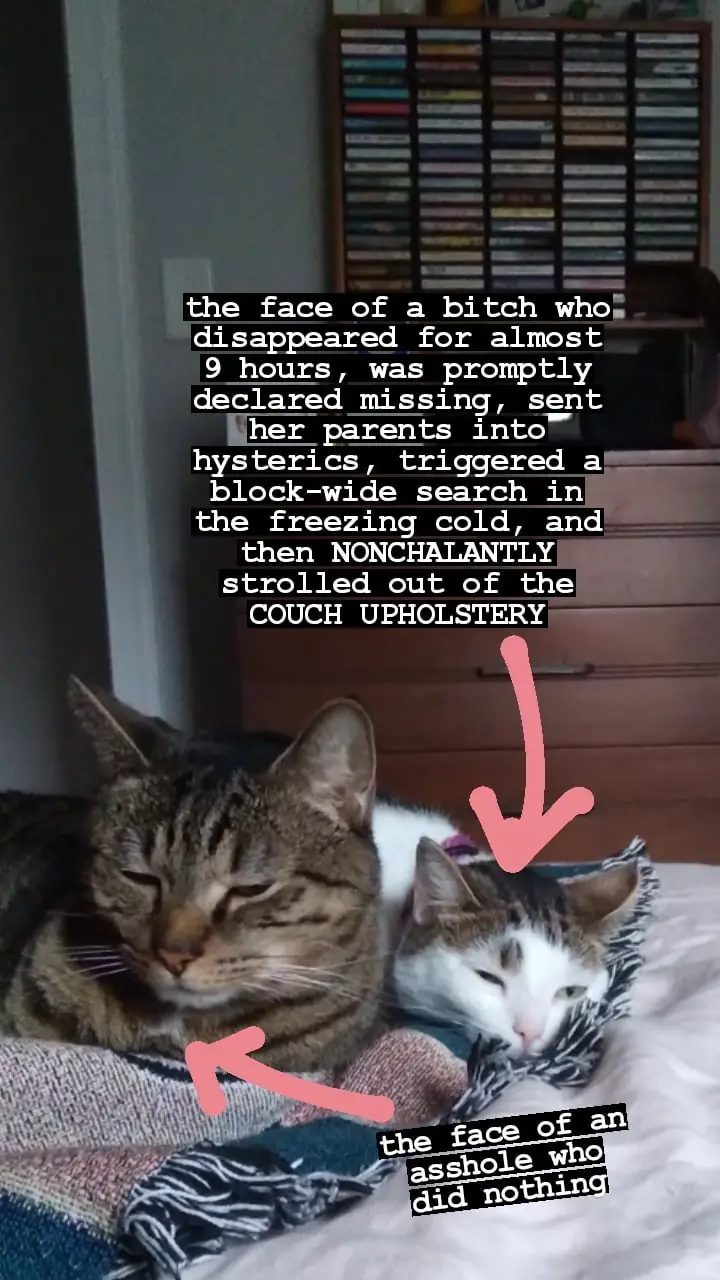 the face of a bitch who
disappeared for almost
9 hours, was promptly
declared missing, sent
her parents into
hysterics, triggered a
block-wide search in
the freezing cold, and
then NONCHALANTLY
strolled out of the
COUCH UPHOLSTERY
the face of an
asshole who
did nothing